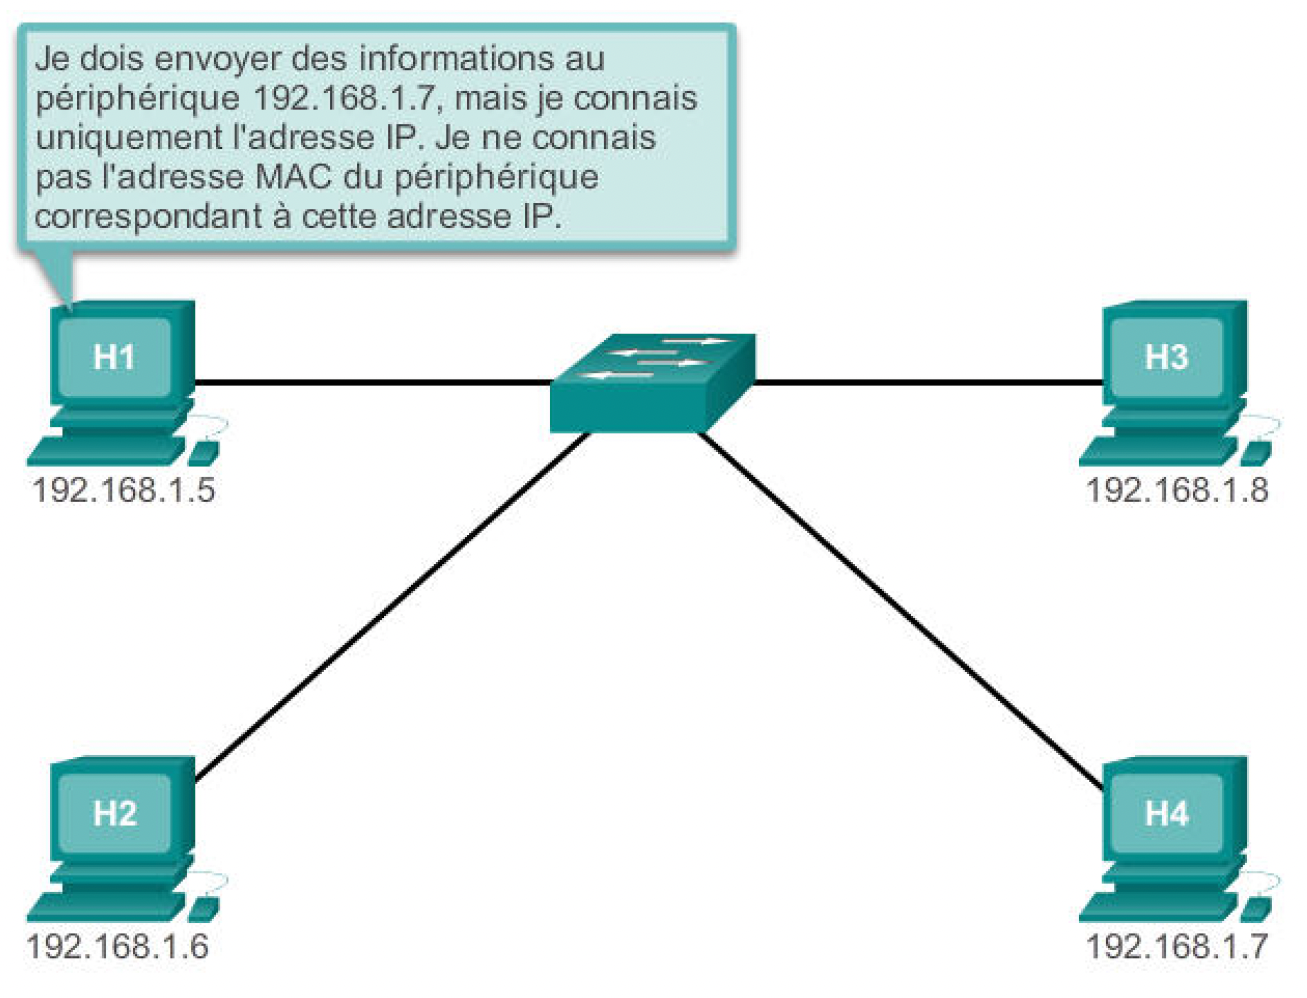 Je dois envoyer des informations au
périphérique 192.168.1.7, mais je connais
uniquement l'adresse IP. Je ne connais
pas l'adresse MAC du périphérique
correspondant à cette adresse IP.
H1
192.168.1.5
H3
192.168.1.8
H2
192.168.1.6
H4
192.168.1.7